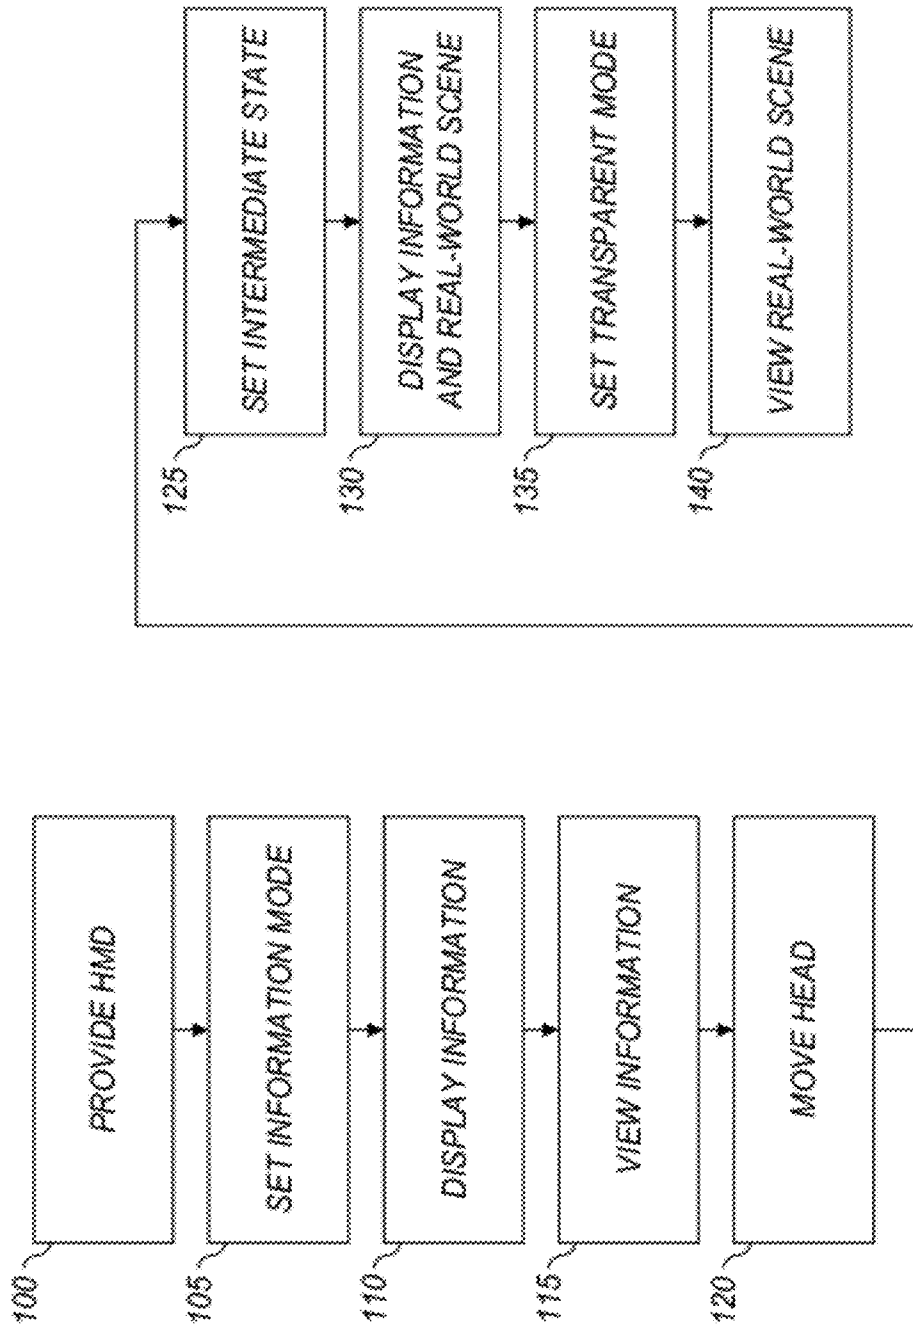 100
PROVIDE HMD
105
SET INFORMATION MODE
110
DISPLAY INFORMATION
115
VIEW INFORMATION
120
MOVE HEAD
125
SET INTERMEDIATE STATE
130
DISPLAY INFORMATION
AND REAL-WORLD SCENE
135
SET TRANSPARENT MODE
140
VIEW REAL-WORLD SCENE